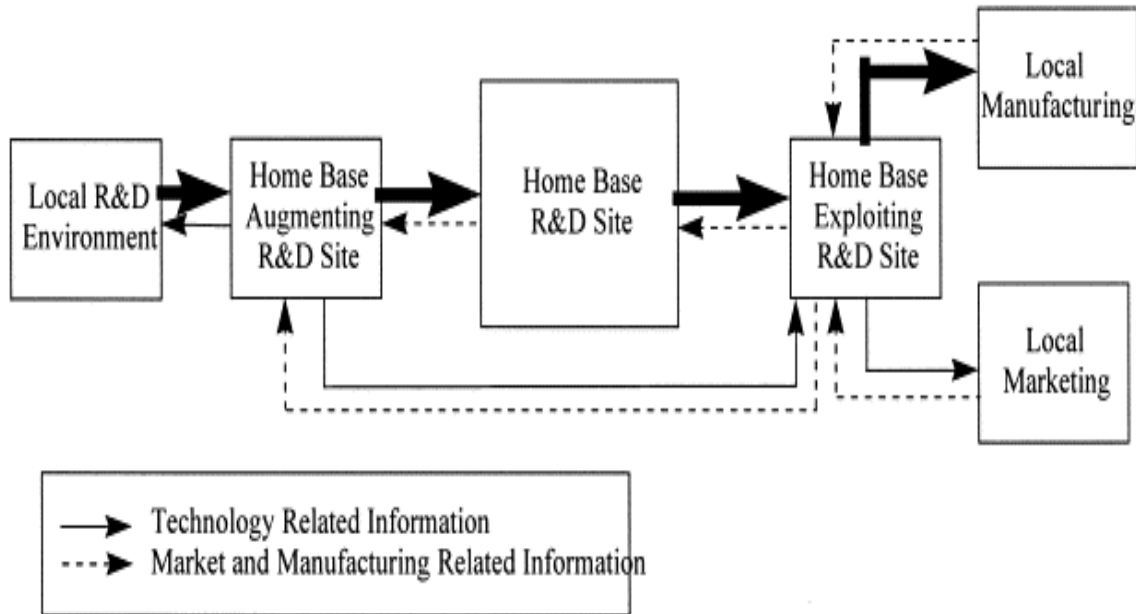 Local R&D
Environment
Home Base
Augmenting
R&D Site
Home Base
R&D Site
Home Base
Exploiting
R&D Site
Local
Manufacturing
Local
Marketing
Technology Related Information
Market and Manufacturing Related Information